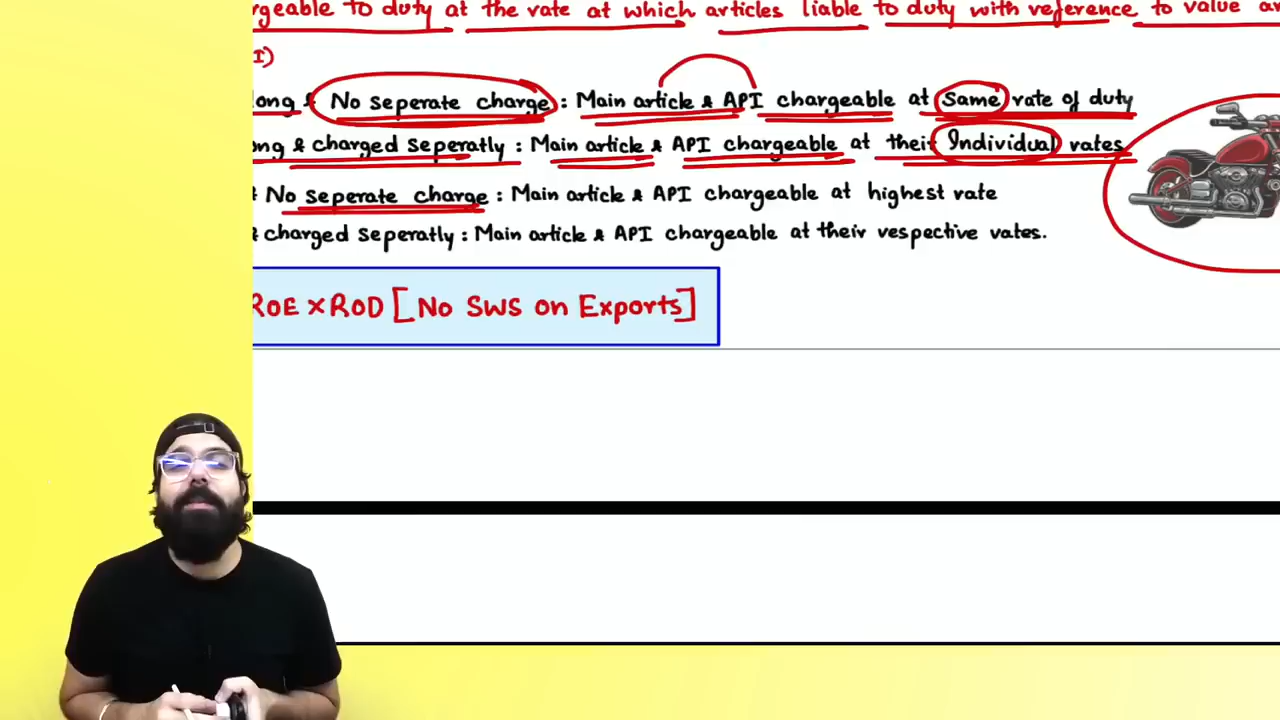 rgeable to duty at the rate at which articles liable to duty with reference to value ar
I)
long & No seperate charge : Main article & API chargeable at same rate of duty
ong & charged seperatly : Main article & API chargeable at their Individual rates
No seperate charge : Main article & API chargeable at highest rate
& charged seperatly : Main article & API chargeable at their vespective vates.
ROE x ROD [No SWS on Exports]